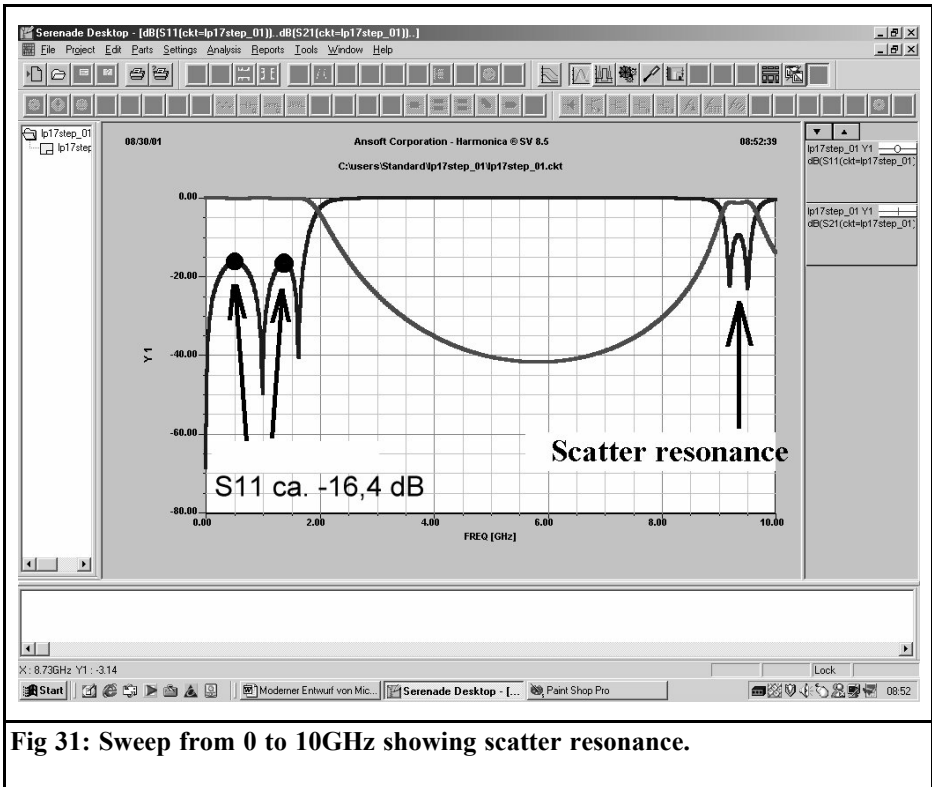 Serenade Desktop - [dB(S11(ckt=lp17step_01))..dB(S21(ckt=lp17step_01))..]
File Project Edit Parts Settings Analysis Reports Tools Window Help
lp17step_01
lp17step
08/30/01 Ansoft Corporation - Harmonica ® SV 8.5 08:52:39
C:\users\Standard\lp17step_01\lp17step_01.ckt
lp17step_01 Y1
dB(S11(ckt=lp17step_01)
lp17step_01 Y1
dB(S21(ckt=lp17step_01)
0.00
-20.00
-40.00
-60.00
-80.00
Y1
S11 ca. -16,4 dB
Scatter resonance
0.00 2.00 4.00 6.00 8.00 10.00
FREQ [GHz]
X: 8.73GHz Y1: -3.14 Lock
Start Moderner Entwurf von Mic... Serenade Desktop - [... Paint Shop Pro 08:52
Fig 31: Sweep from 0 to 10GHz showing scatter resonance.